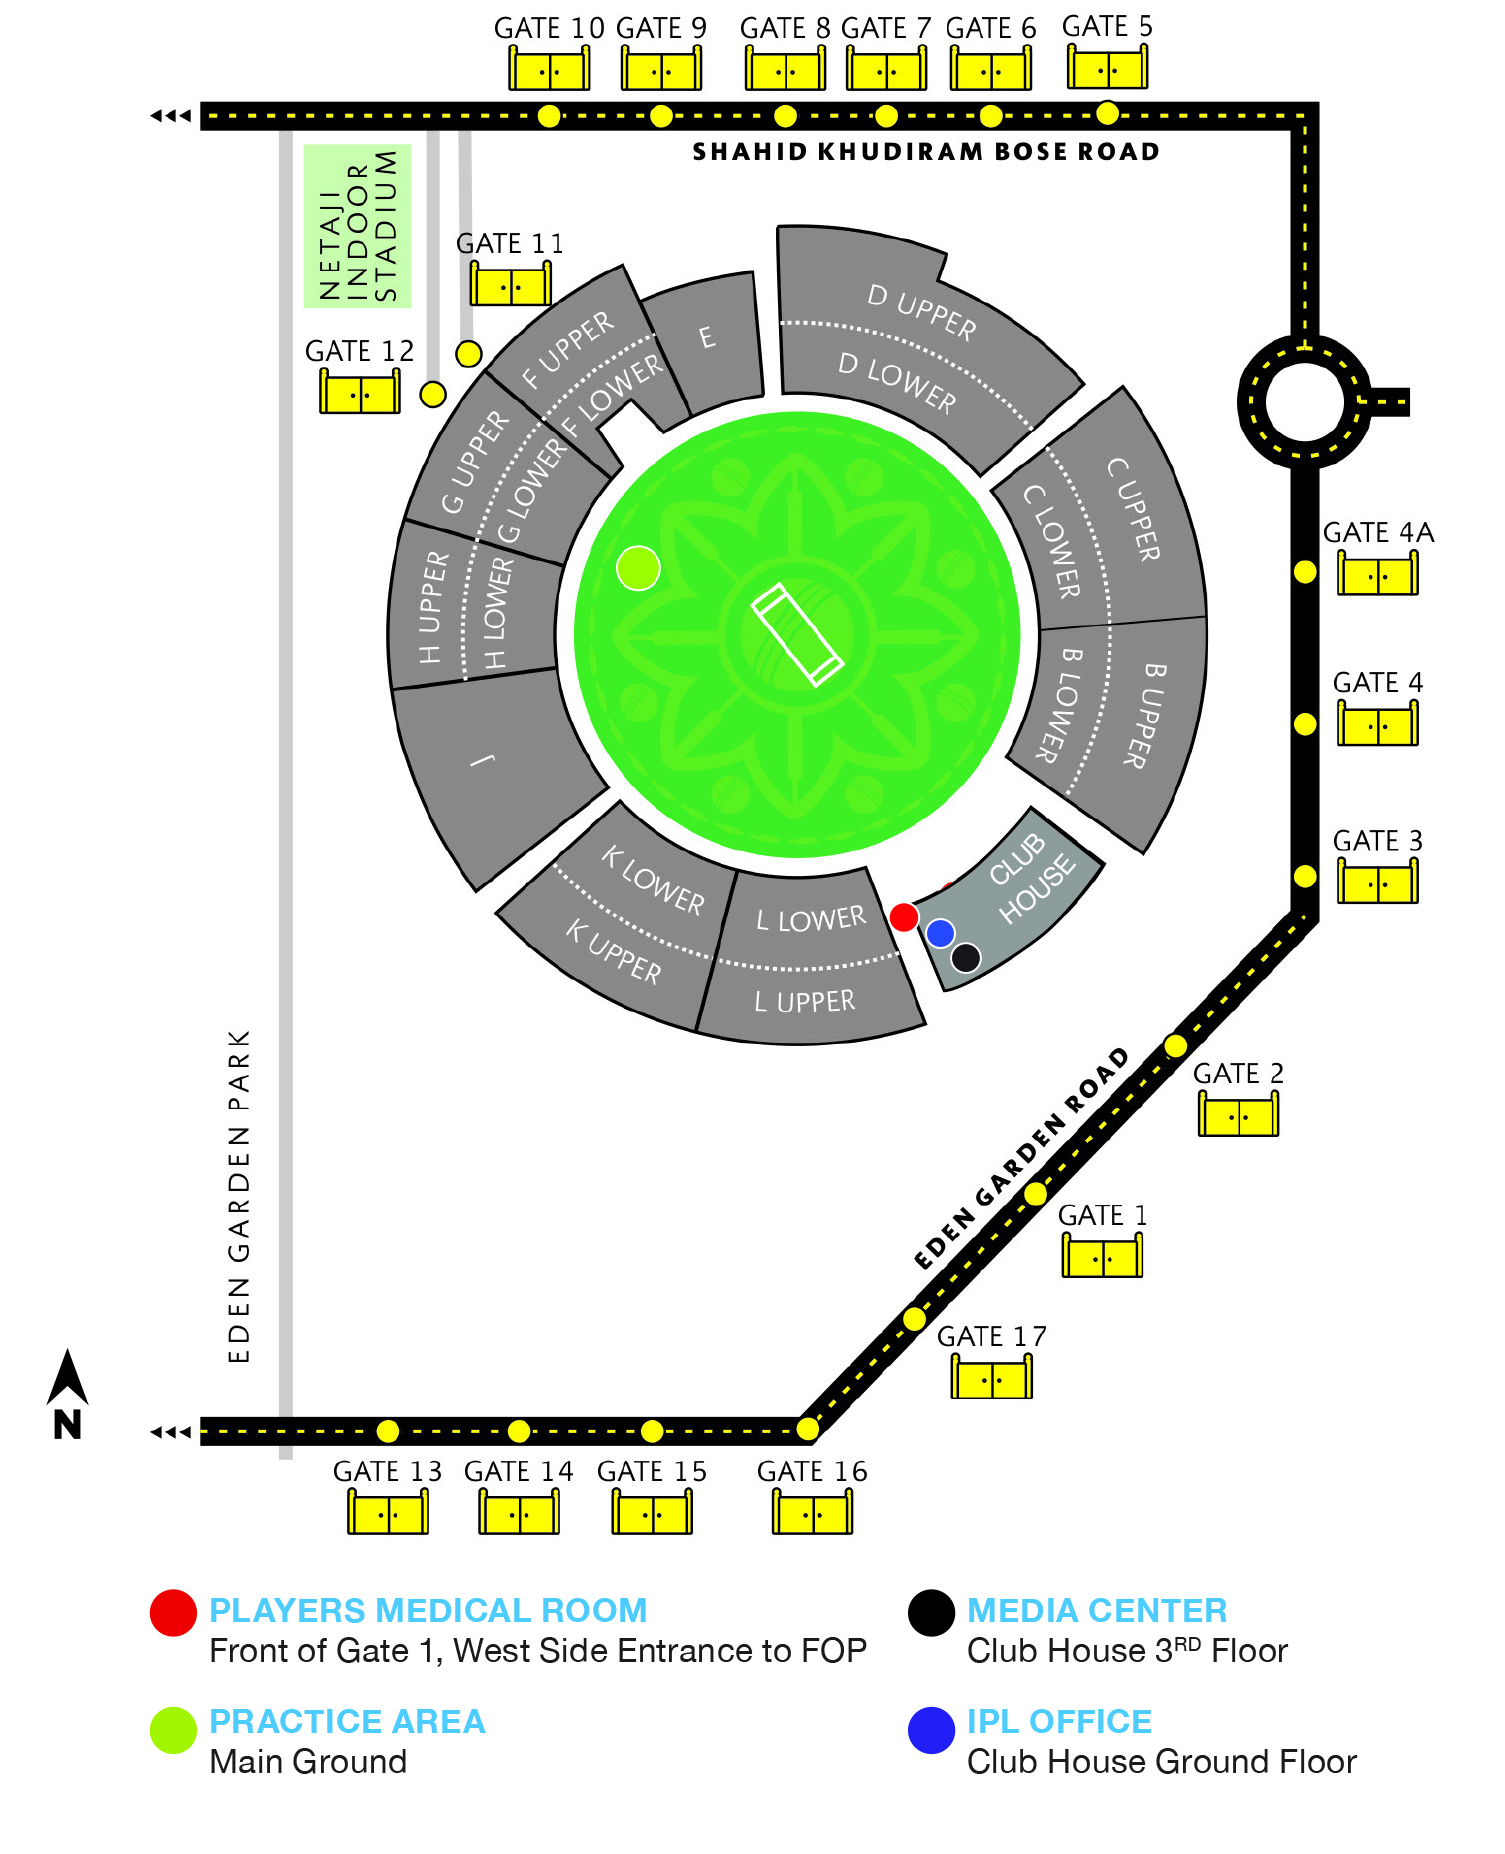 GATE 10
GATE 9
GATE 8
GATE 7
GATE 6
GATE 5
SHAHID KHUDIRAM BOSE ROAD
NETAJI
INDOOR
STADIUM
GATE 11
GATE 12
D UPPER
D LOWER
E
F UPPER
F LOWER
G UPPER
G LOWER
H UPPER
H LOWER
J
C UPPER
C LOWER
B LOWER
B UPPER
GATE 4A
GATE 4
GATE 3
K LOWER
K UPPER
L LOWER
L UPPER
CLUB
HOUSE
GATE 2
EDEN GARDEN ROAD
GATE 1
GATE 17
EDEN GARDEN PARK
N
GATE 13
GATE 14
GATE 15
GATE 16
PLAYERS MEDICAL ROOM
Front of Gate 1, West Side Entrance to FOP
MEDIA CENTER
Club House 3RD Floor
PRACTICE AREA
Main Ground
IPL OFFICE
Club House Ground Floor